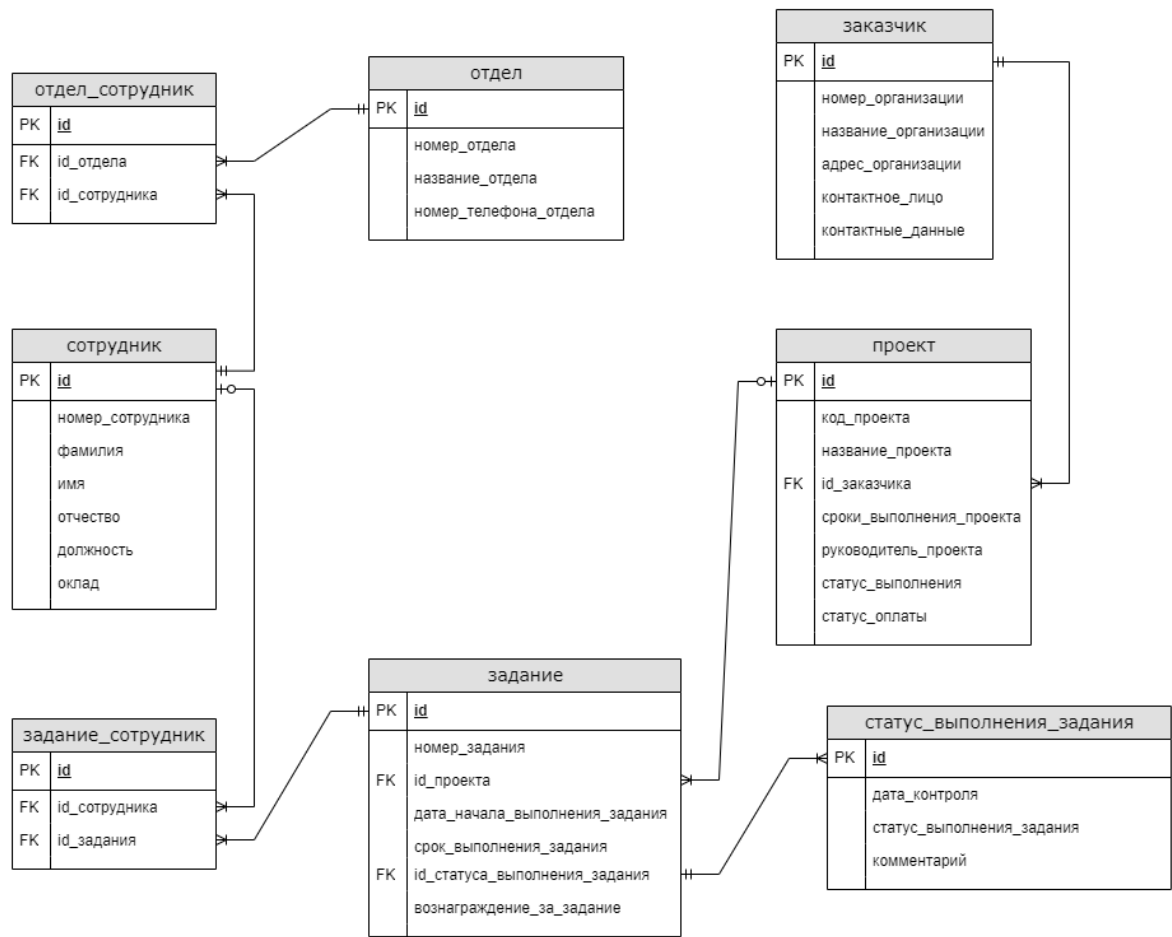 отдел_сотрудник
PK id
FK id_отдела
FK id_сотрудника
отдел
PK id
номер_отдела
название_отдела
номер_телефона_отдела
заказчик
PK id
номер_организации
название_организации
адрес_организации
контактное_лицо
контактные_данные
сотрудник
PK id
номер_сотрудника
фамилия
имя
отчество
должность
оклад
проект
PK id
код_проекта
название_проекта
FK id_заказчика
сроки_выполнения_проекта
руководитель_проекта
статус_выполнения
статус_оплаты
задание_сотрудник
PK id
FK id_сотрудника
FK id_задания
задание
PK id
номер_задания
FK id_проекта
дата_начала_выполнения_задания
срок_выполнения_задания
FK id_статуса_выполнения_задания
вознаграждение_за_задание
статус_выполнения_задания
PK id
дата_контроля
статус_выполнения_задания
комментарий